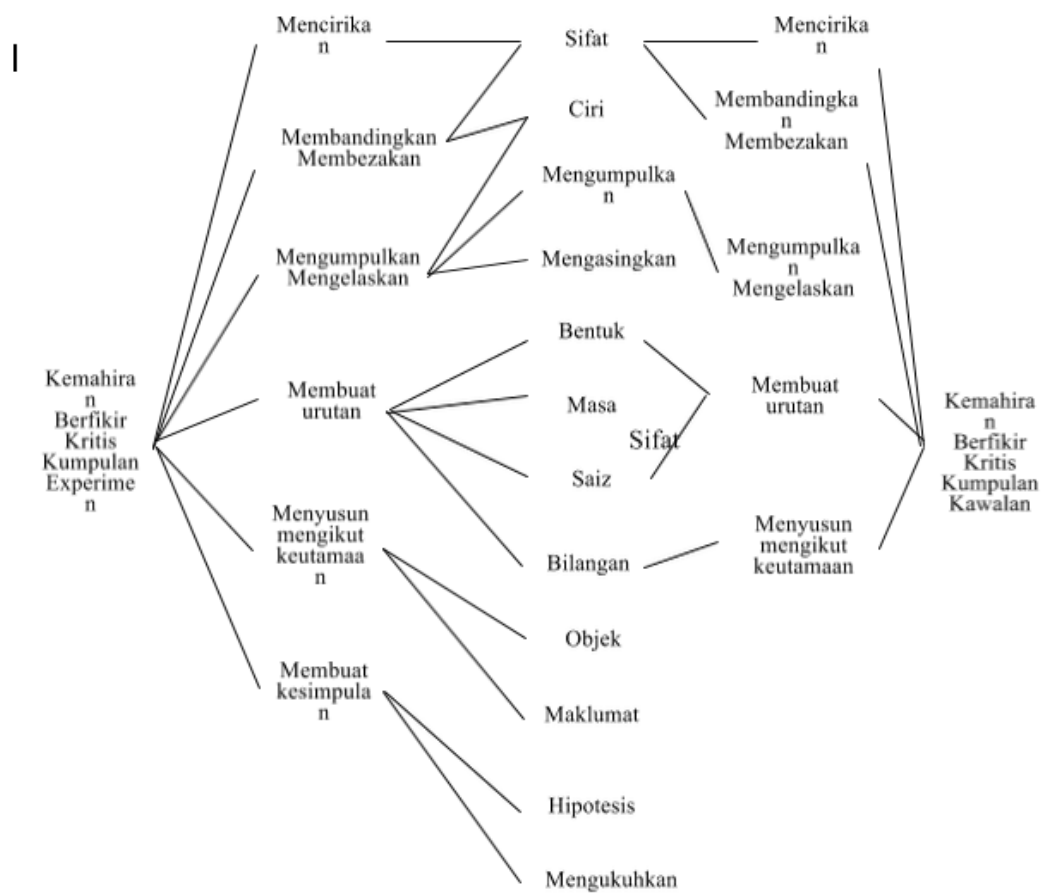 Mencirika
n
Sifat
Mencirika
n
Ciri
Membandingka
n
Membezakan
Membandingkan
Membezakan
Mengumpulka
n
Mengumpulkan
Mengelaskan
Mengasingkan
Mengumpulka
n
Mengelaskan
Bentuk
Kemahira
n
Berfikir
Kritis
Kumpulan
Experime
n
Membuat
urutan
Masa
Sifat
Membuat
urutan
Kemahira
n
Berfikir
Kritis
Kumpulan
Kawalan
Saiz
Menyusun
mengikut
keutamaa
n
Bilangan
Menyusun
mengikut
keutamaan
Objek
Membuat
kesimpula
n
Maklumat
Hipotesis
Mengukuhkan